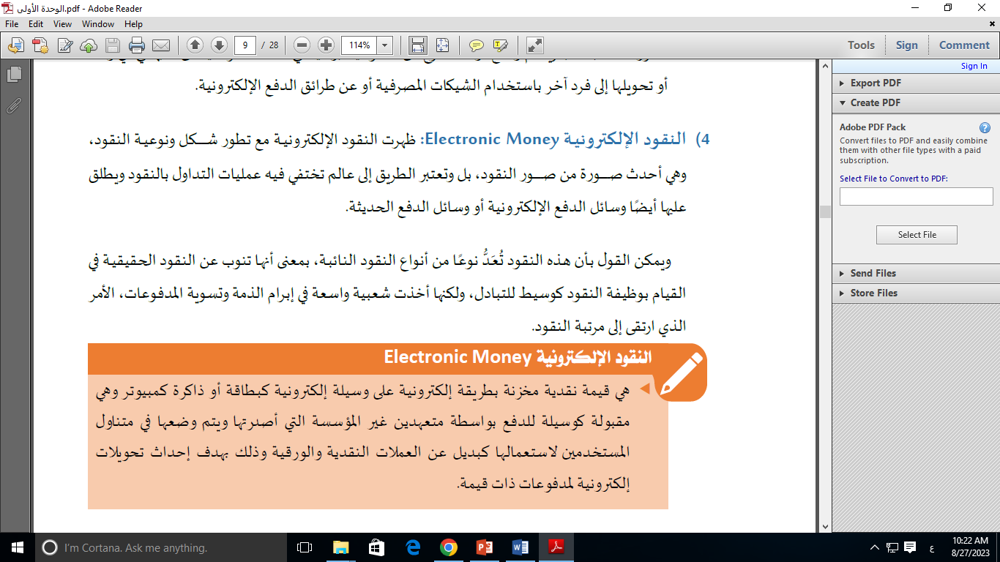 الوحدة الأولى.pdf - Adobe Reader
File Edit View Window Help
9 / 28 114% Tools Sign Comment
أو تحويلها إلى فرد آخر باستخدام الشيكات المصرفية أو عن طرائق الدفع الإلكترونية.
4) النقود الإلكترونية Electronic Money: ظهرت النقود الإلكترونية مع تطور شكل ونوعية النقود،
وهي أحدث صورة من صور النقود، بل وتعتبر الطريق إلى عالم تختفي فيه عمليات التداول بالنقود ويطلق
عليها أيضًا وسائل الدفع الإلكترونية أو وسائل الدفع الحديثة.
ويمكن القول بأن هذه النقود تُعَدُّ نوعًا من أنواع النقود النائبة، بمعنى أنها تنوب عن النقود الحقيقية في
القيام بوظيفة النقود كوسيط للتبادل، ولكنها أخذت شعبية واسعة في إبرام الذمة وتسوية المدفوعات، الأمر
الذي ارتقى إلى مرتبة النقود.
النقود الإلكترونية Electronic Money
هي قيمة نقدية مخزنة بطريقة إلكترونية على وسيلة إلكترونية كبطاقة أو ذاكرة كمبيوتر وهي
مقبولة كوسيلة للدفع بواسطة متعهدين غير المؤسسة التي أصدرتها ويتم وضعها في متناول
المستخدمين لاستعمالها كبديل عن العملات النقدية والورقية وذلك بهدف إحداث تحويلات
إلكترونية لمدفوعات ذات قيمة.
Sign In
Export PDF
Create PDF
Adobe PDF Pack
Convert files to PDF and easily combine
them with other file types with a paid
subscription.
Select File to Convert to PDF:
Select File
Send Files
Store Files
I'm Cortana. Ask me anything.
ع
10:22 AM
8/27/2023